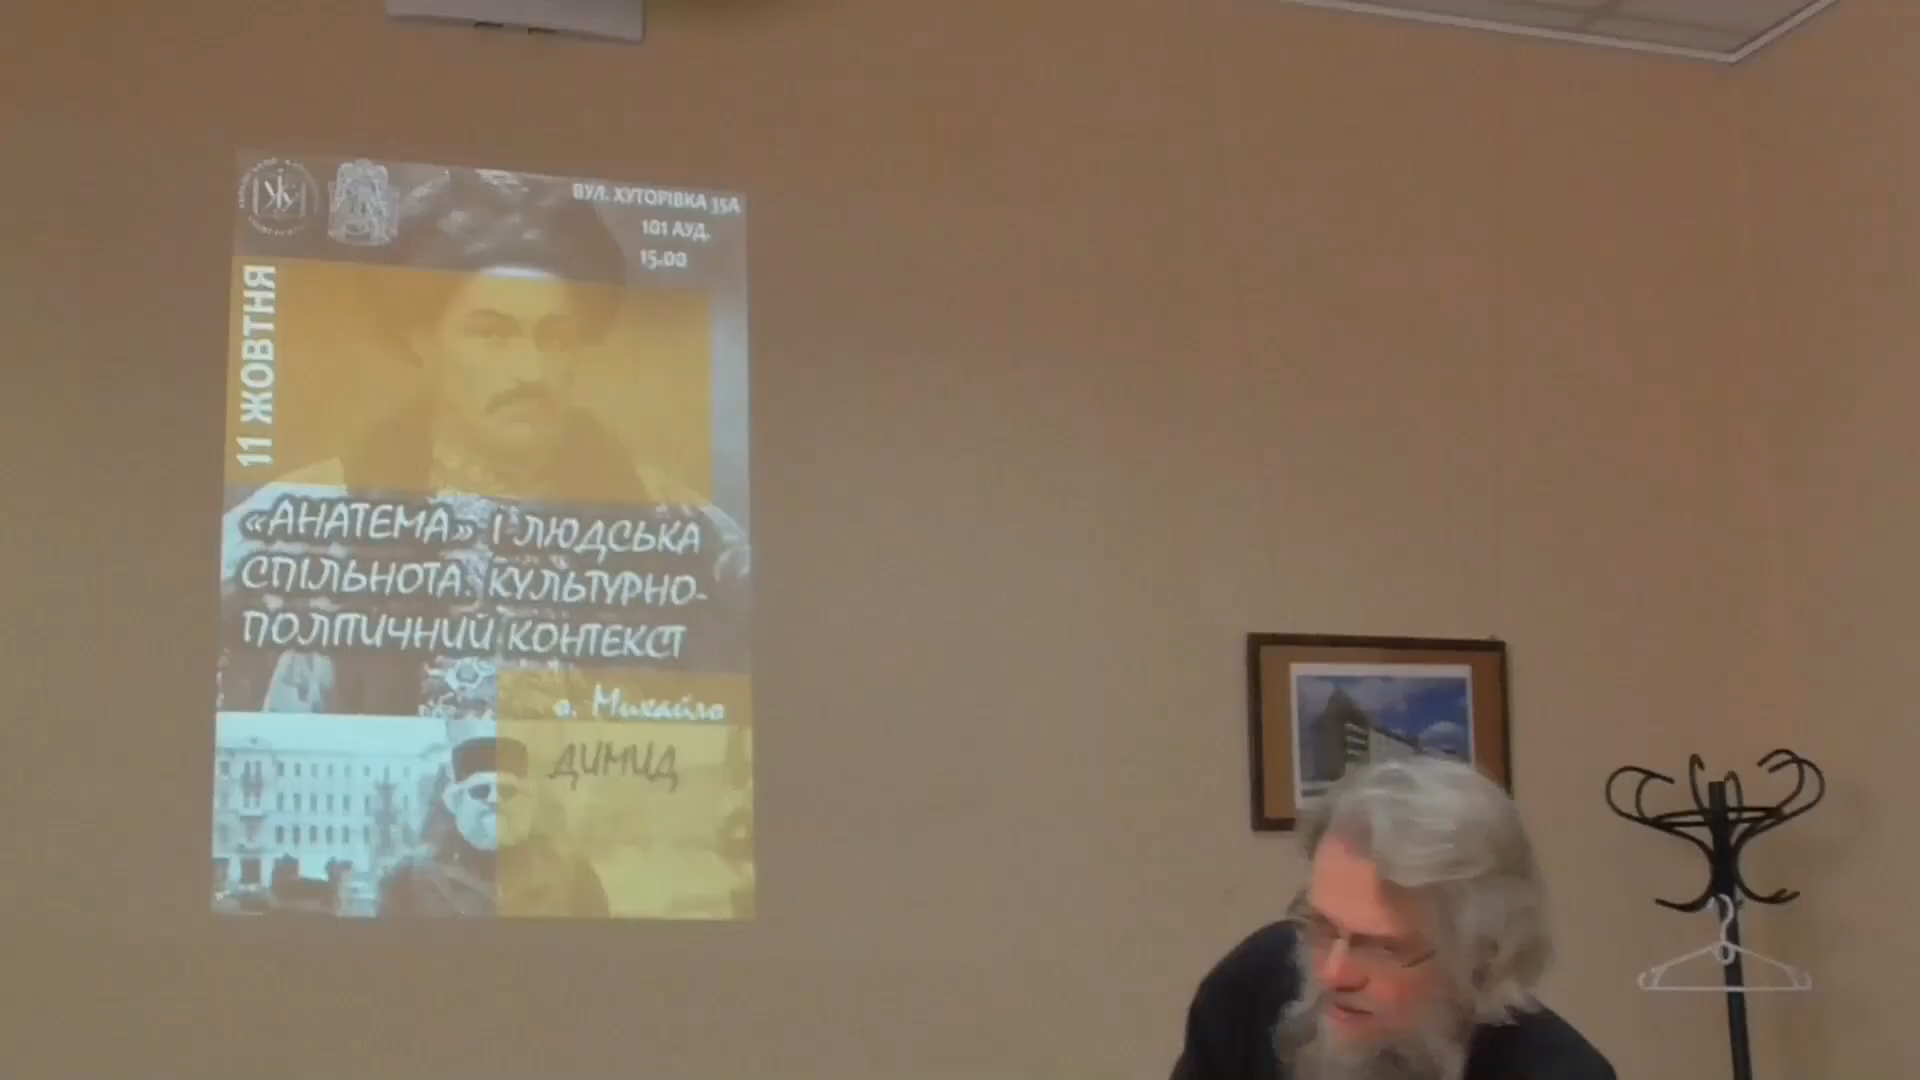 ВУЛ. ХУТОРІВКА 35А
101 АУД.
15.00
11 ЖОВТНЯ
«АНАТЕМА» І ЛЮДСЬКА
СПІЛЬНОТА. КУЛЬТУРНО-
ПОЛІТИЧНИЙ КОНТЕКСТ
о. Михайло
ДИМИД